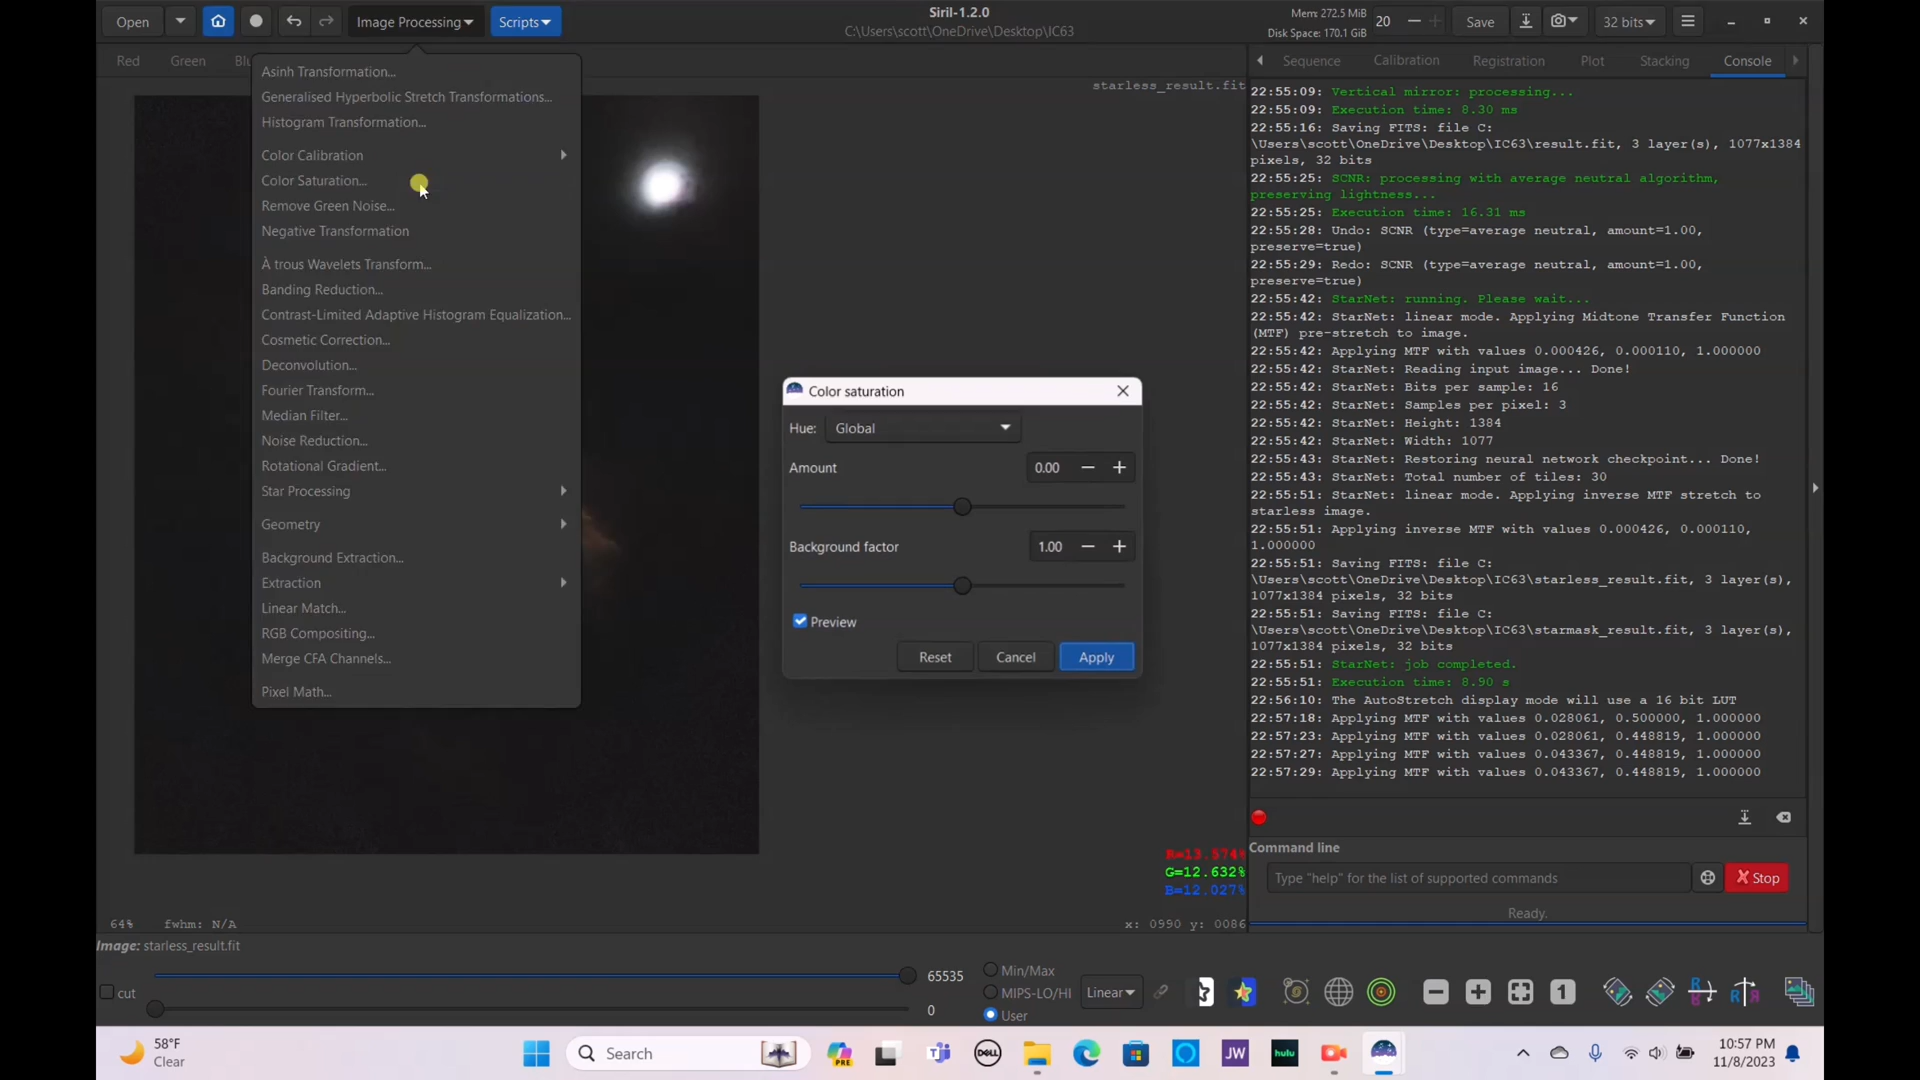 Open
Image Processing
Scripts
Siril-1.2.0
C:\Users\scott\OneDrive\Desktop\IC63
Mem: 272.5 MiB
Disk Space: 170.1 GiB
20
Save
32 bits
Red
Green
starless_result.fit
Asinh Transformation...
Generalised Hyperbolic Stretch Transformations...
Histogram Transformation...
Color Calibration
Color Saturation...
Remove Green Noise...
Negative Transformation
À trous Wavelets Transform...
Banding Reduction...
Contrast-Limited Adaptive Histogram Equalization...
Cosmetic Correction...
Deconvolution...
Fourier Transform...
Median Filter...
Noise Reduction...
Rotational Gradient...
Star Processing
Geometry
Background Extraction...
Extraction
Linear Match...
RGB Compositing...
Merge CFA Channels...
Pixel Math...
Color saturation
Hue: Global
Amount 0.00
Background factor 1.00
Preview
Reset Cancel Apply
R=13.574%
G=12.632%
B=12.027%
64% fwhm: N/A
x: 0990 y: 0086
Sequence Calibration Registration Plot Stacking Console
22:55:09: Vertical mirror: processing...
22:55:09: Execution time: 8.30 ms
22:55:16: Saving FITS: file C:
\Users\scott\OneDrive\Desktop\result.fit, 3 layer(s), 1077x1384
pixels, 32 bits
22:55:25: SCNR: processing with average neutral algorithm,
preserving lightness...
22:55:25: Execution time: 16.31 ms
22:55:28: Undo: SCNR (type=average neutral, amount=1.00,
preserve=true)
22:55:29: Redo: SCNR (type=average neutral, amount=1.00,
preserve=true)
22:55:42: StarNet: running. Please wait...
22:55:42: StarNet: linear mode. Applying Midtone Transfer Function
(MTF) pre-stretch to image.
22:55:42: Applying MTF with values 0.000426, 0.000110, 1.000000
22:55:42: StarNet: Reading input image... Done!
22:55:42: StarNet: Bits per sample: 16
22:55:42: StarNet: Samples per pixel: 3
22:55:42: StarNet: Height: 1384
22:55:42: StarNet: Width: 1077
22:55:43: StarNet: Restoring neural network checkpoint... Done!
22:55:43: StarNet: Total number of tiles: 30
22:55:51: StarNet: linear mode. Applying inverse MTF stretch to
starless image.
22:55:51: Applying inverse MTF with values 0.000426, 0.000110,
1.000000
22:55:51: Saving FITS: file C:
\Users\scott\OneDrive\Desktop\IC63\starless_result.fit, 3 layer(s),
1077x1384 pixels, 32 bits
22:55:51: Saving FITS: file C:
\Users\scott\OneDrive\Desktop\IC63\starmask_result.fit, 3 layer(s),
1077x1384 pixels, 32 bits
22:55:51: StarNet: job completed.
22:55:51: Execution time: 8.90 s
22:56:10: The AutoStretch display mode will use a 16 bit LUT
22:57:18: Applying MTF with values 0.028061, 0.500000, 1.000000
22:57:23: Applying MTF with values 0.028061, 0.448819, 1.000000
22:57:27: Applying MTF with values 0.043367, 0.448819, 1.000000
22:57:29: Applying MTF with values 0.043367, 0.448819, 1.000000
Command line
Type "help" for the list of supported commands
Stop
Ready.
Image: starless_result.fit
cut
65535
0
Min/Max
MIPS-LO/HI
User
Linear
1
58°F
Clear
Search
PRE
DELL
JW
hulu
10:57 PM
11/8/2023